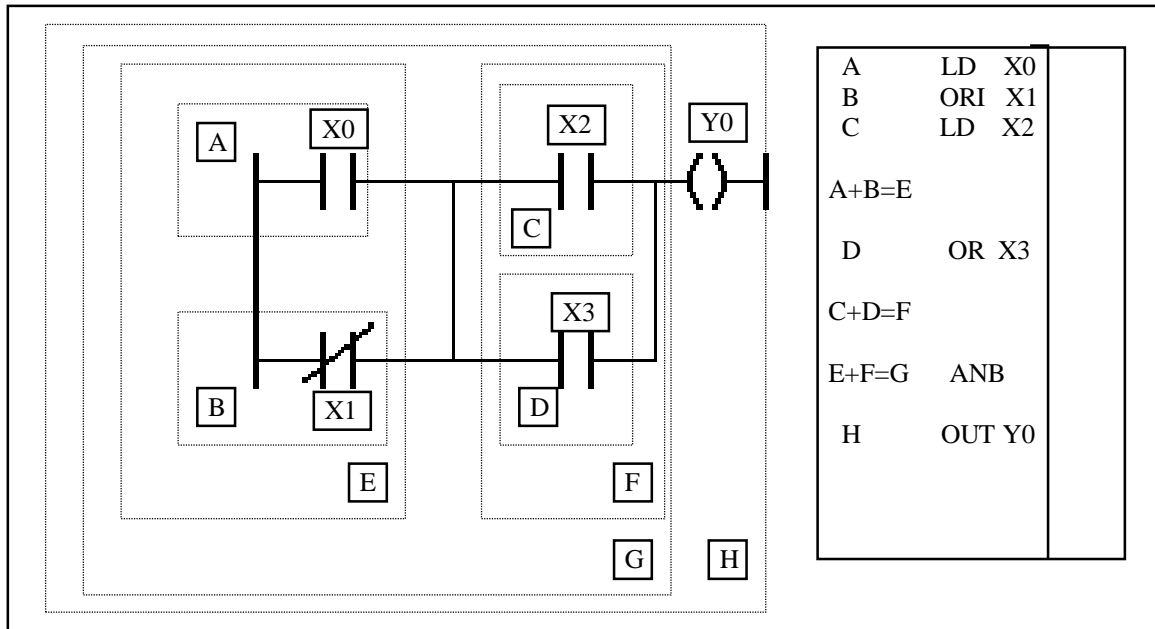 A
X0
X2
Y0
C
X3
B
X1
D
E
F
G
H
A LD X0
B ORI X1
C LD X2
A+B=E
D OR X3
C+D=F
E+F=G ANB
H OUT Y0